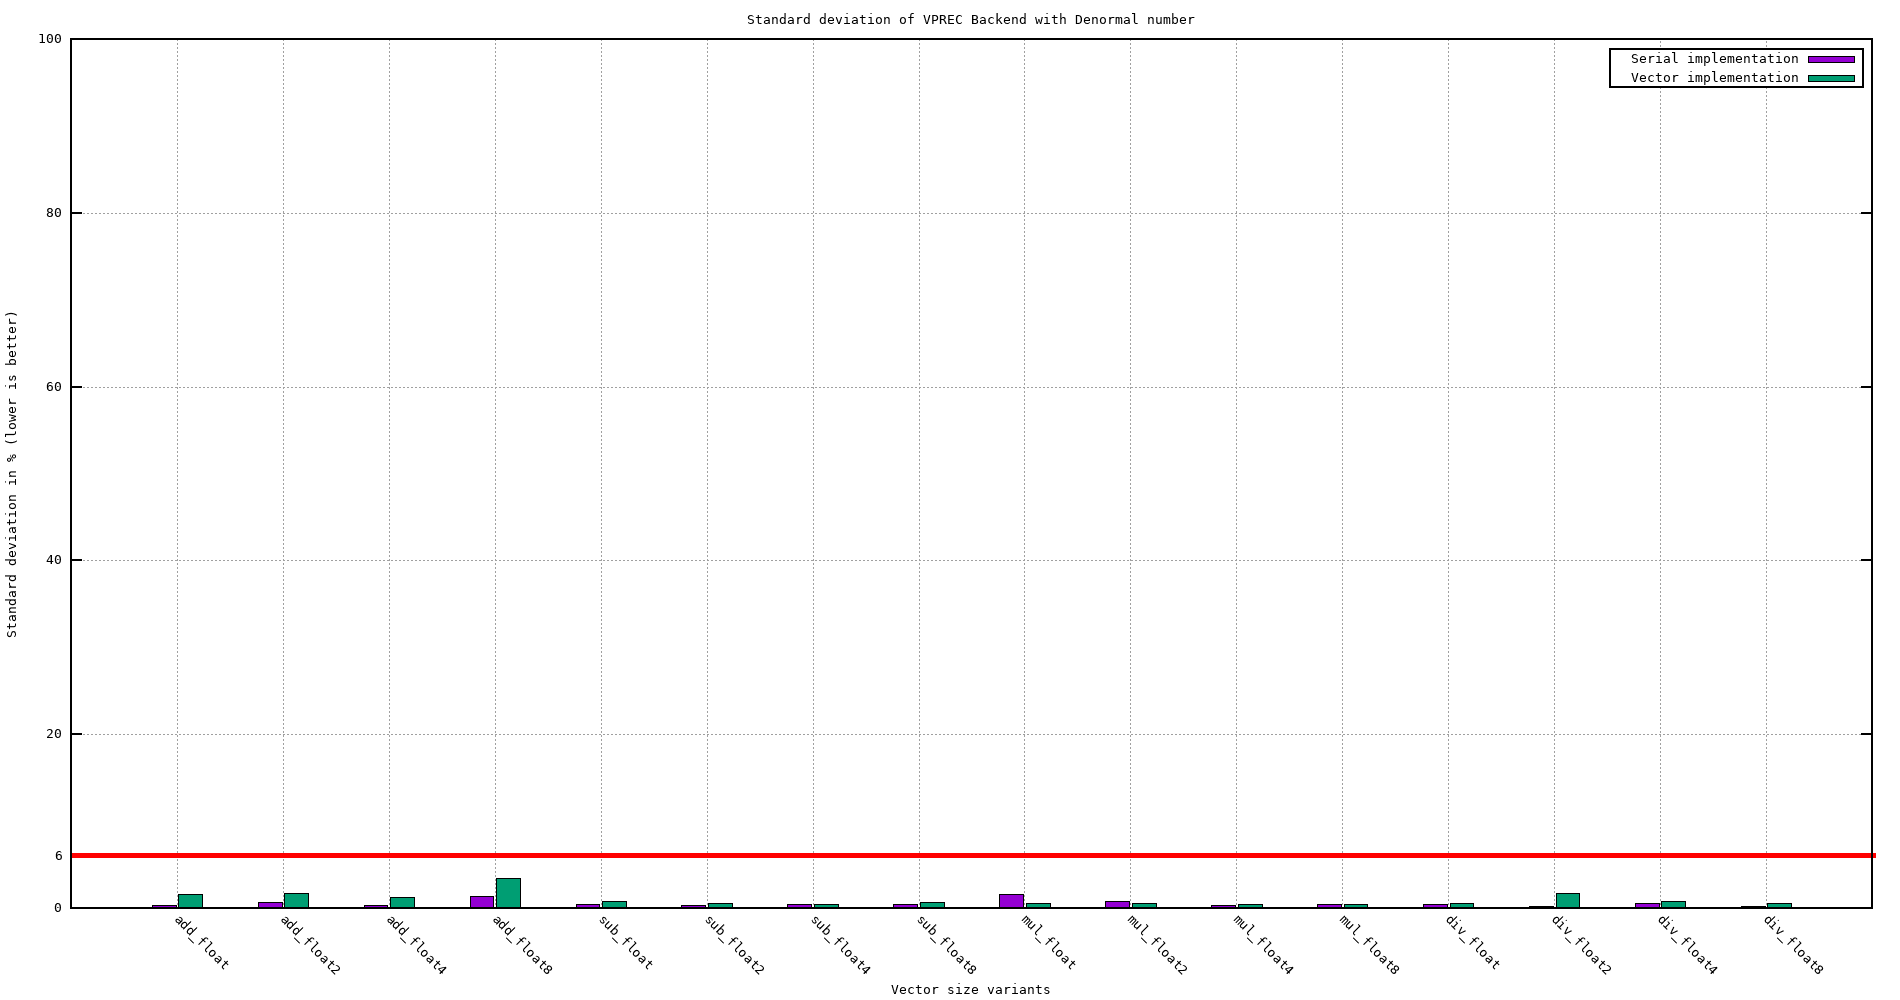 Standard deviation of VPREC Backend with Denormal number
Serial implementation
Vector implementation
Standard deviation in % (lower is better)
100
80
60
40
20
6
0
add_float
add_float2
add_float4
add_float8
sub_float
sub_float2
sub_float4
sub_float8
mul_float
mul_float2
mul_float4
mul_float8
div_float
div_float2
div_float4
div_float8
Vector size variants